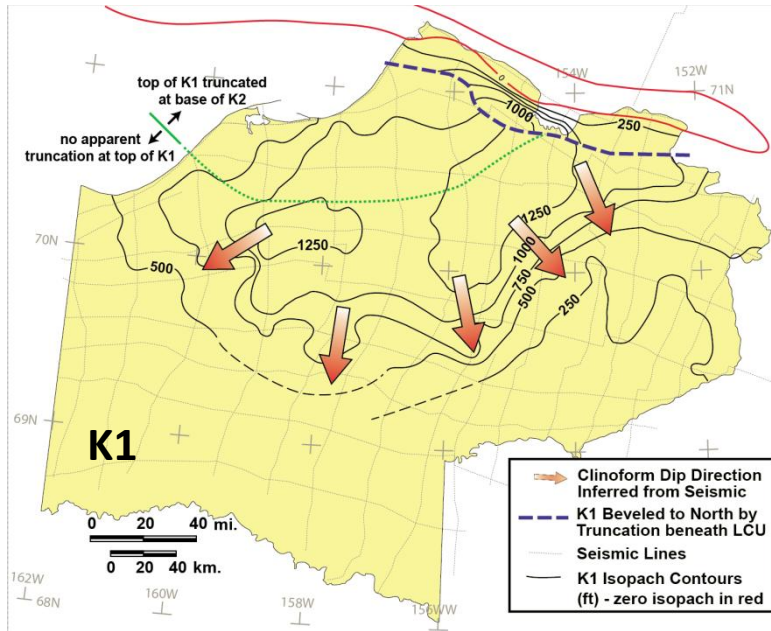 154W
152W
71N
top of K1 truncated
at base of K2
no apparent
truncation at top of K1
0
1000
250
70N
500
1250
1250
1000
750
500
250
69N
K1
0 20 40 mi.
0 20 40 km.
162W
68N
160W
158W
156WW
Clinoform Dip Direction
Inferred from Seismic
K1 Beveled to North by
Truncation beneath LCU
Seismic Lines
K1 Isopach Contours
(ft) - zero isopach in red